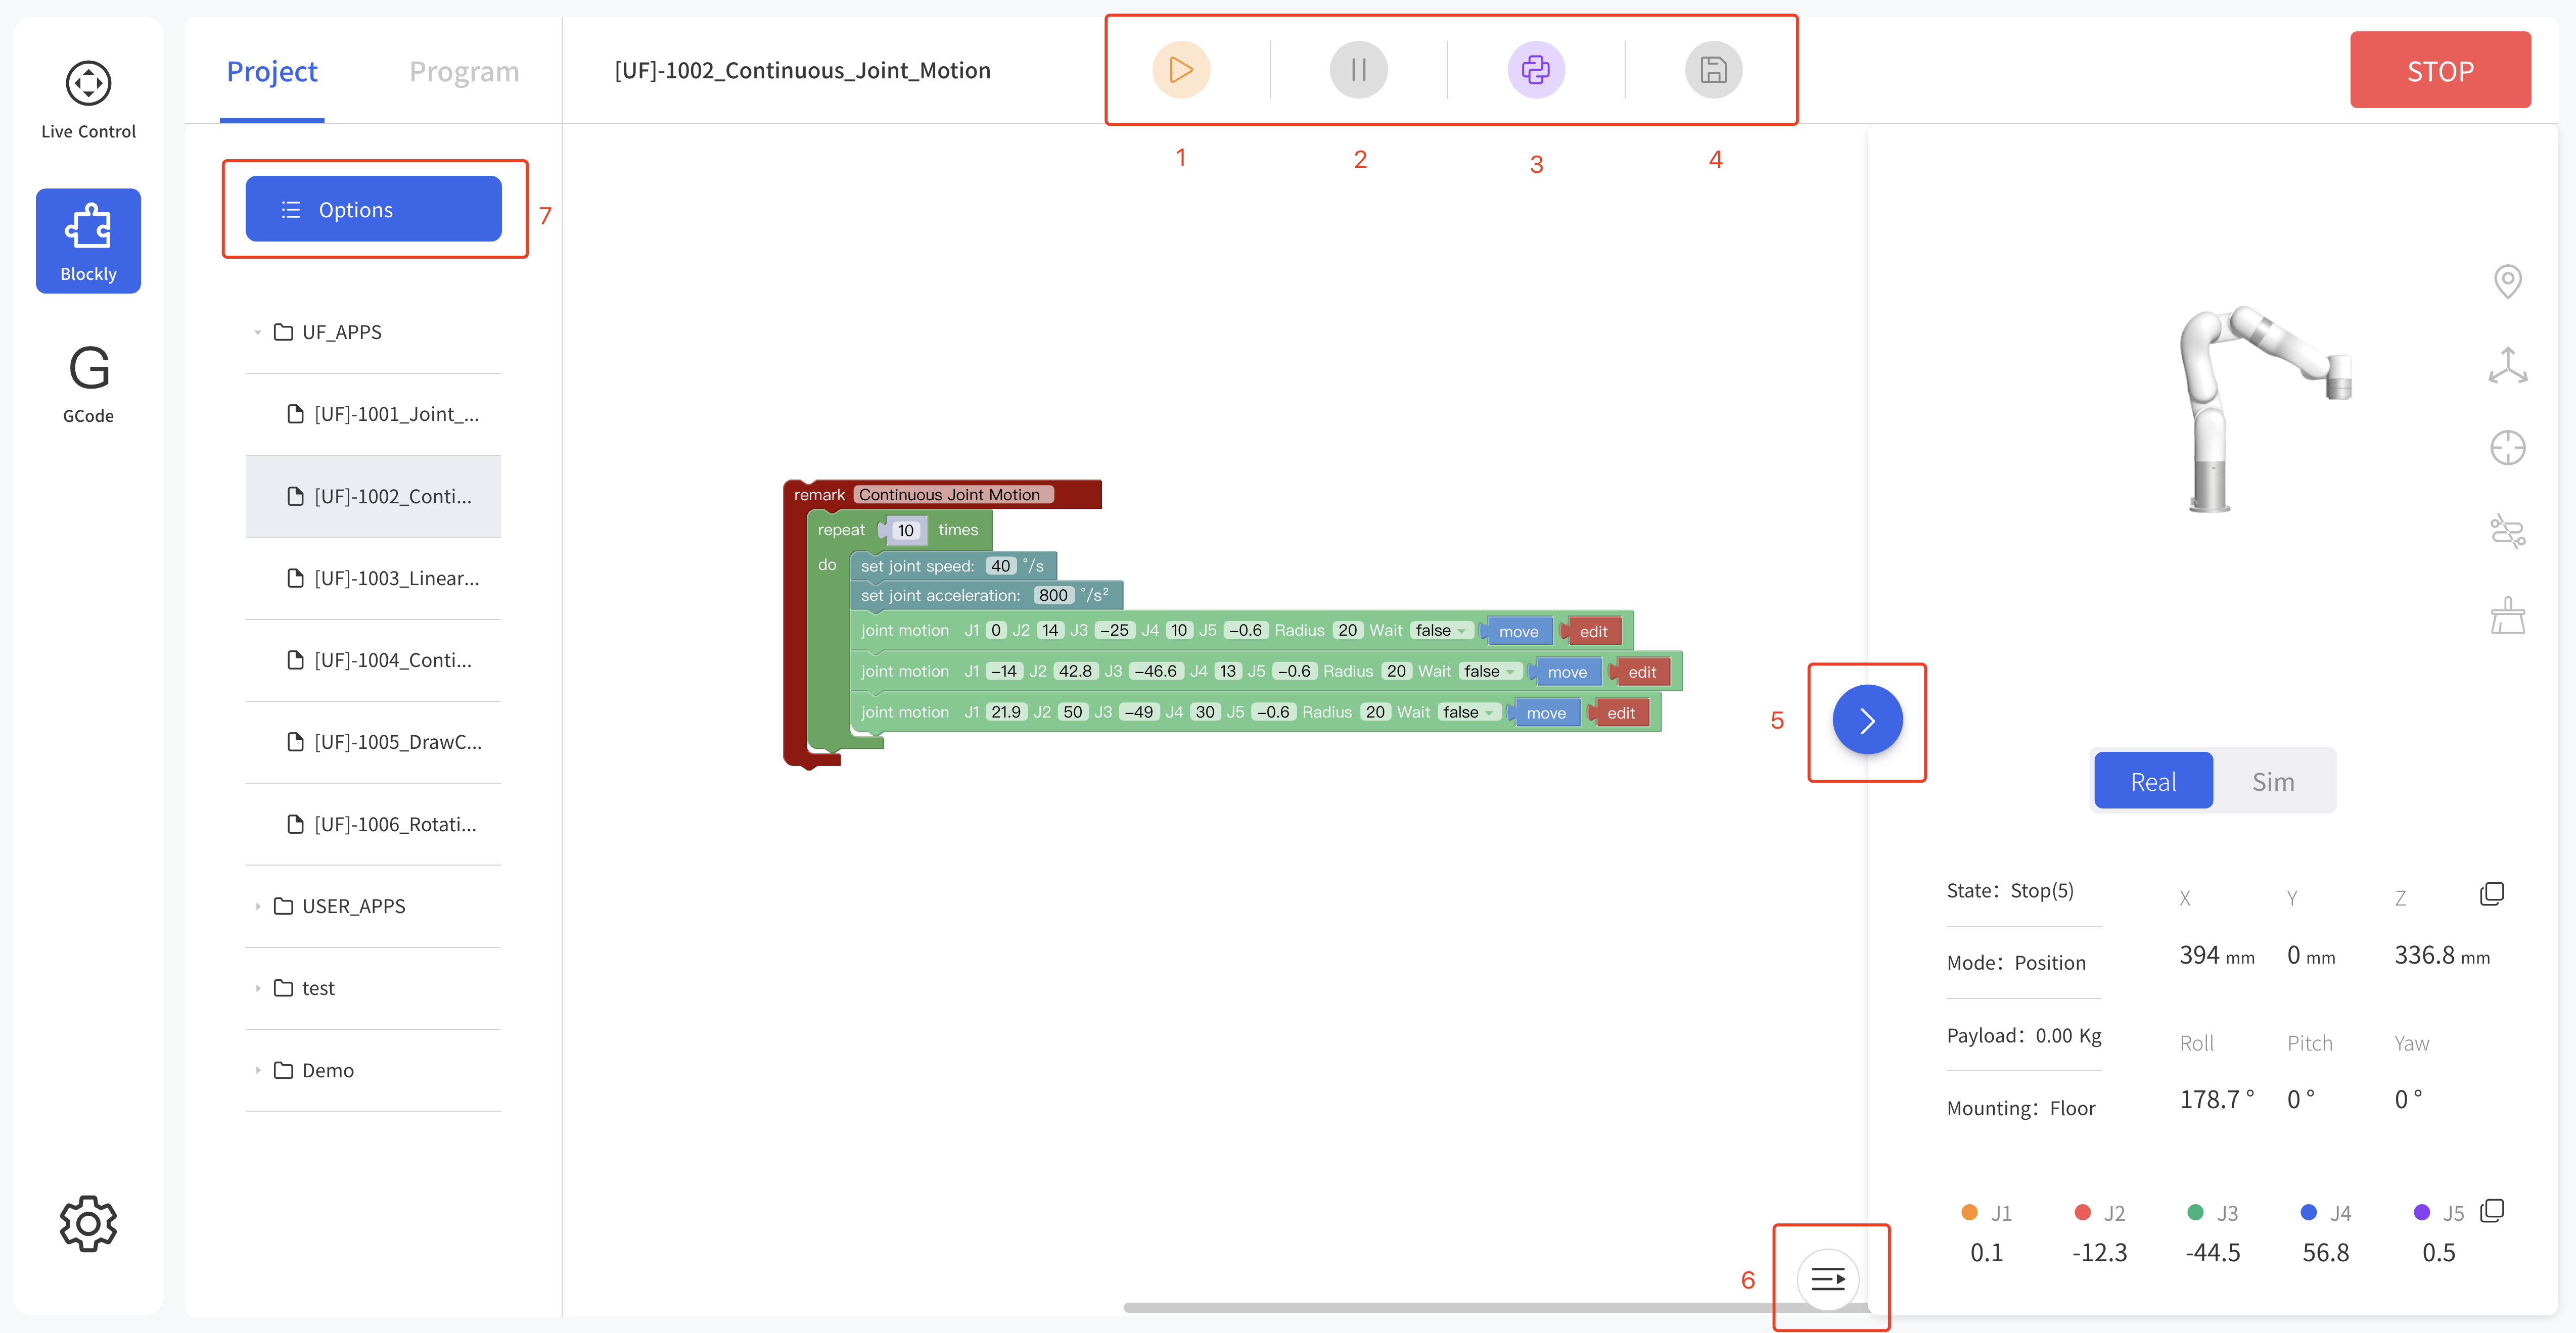 Live Control
Blockly
G
GCode
Project Program
[UF]-1002_Continuous_Joint_Motion
STOP
1 2 3 4
Options
7
UF_APPS
[UF]-1001_Joint_...
[UF]-1002_Conti...
[UF]-1003_Linear...
[UF]-1004_Conti...
[UF]-1005_DrawC...
[UF]-1006_Rotati...
USER_APPS
test
Demo
remark Continuous Joint Motion
repeat 10 times
do
set joint speed: 40 °/s
set joint acceleration: 800 °/s²
joint motion J1 0 J2 14 J3 −25 J4 10 J5 −0.6 Radius 20 Wait false move edit
joint motion J1 −14 J2 42.8 J3 −46.6 J4 13 J5 −0.6 Radius 20 Wait false move edit
joint motion J1 21.9 J2 50 J3 −49 J4 30 J5 −0.6 Radius 20 Wait false move edit
5
6
Real Sim
State: Stop(5)
Mode: Position
Payload: 0.00 Kg
Mounting: Floor
X Y Z
394 mm 0 mm 336.8 mm
Roll Pitch Yaw
178.7 ° 0 ° 0 °
J1 J2 J3 J4 J5
0.1 -12.3 -44.5 56.8 0.5